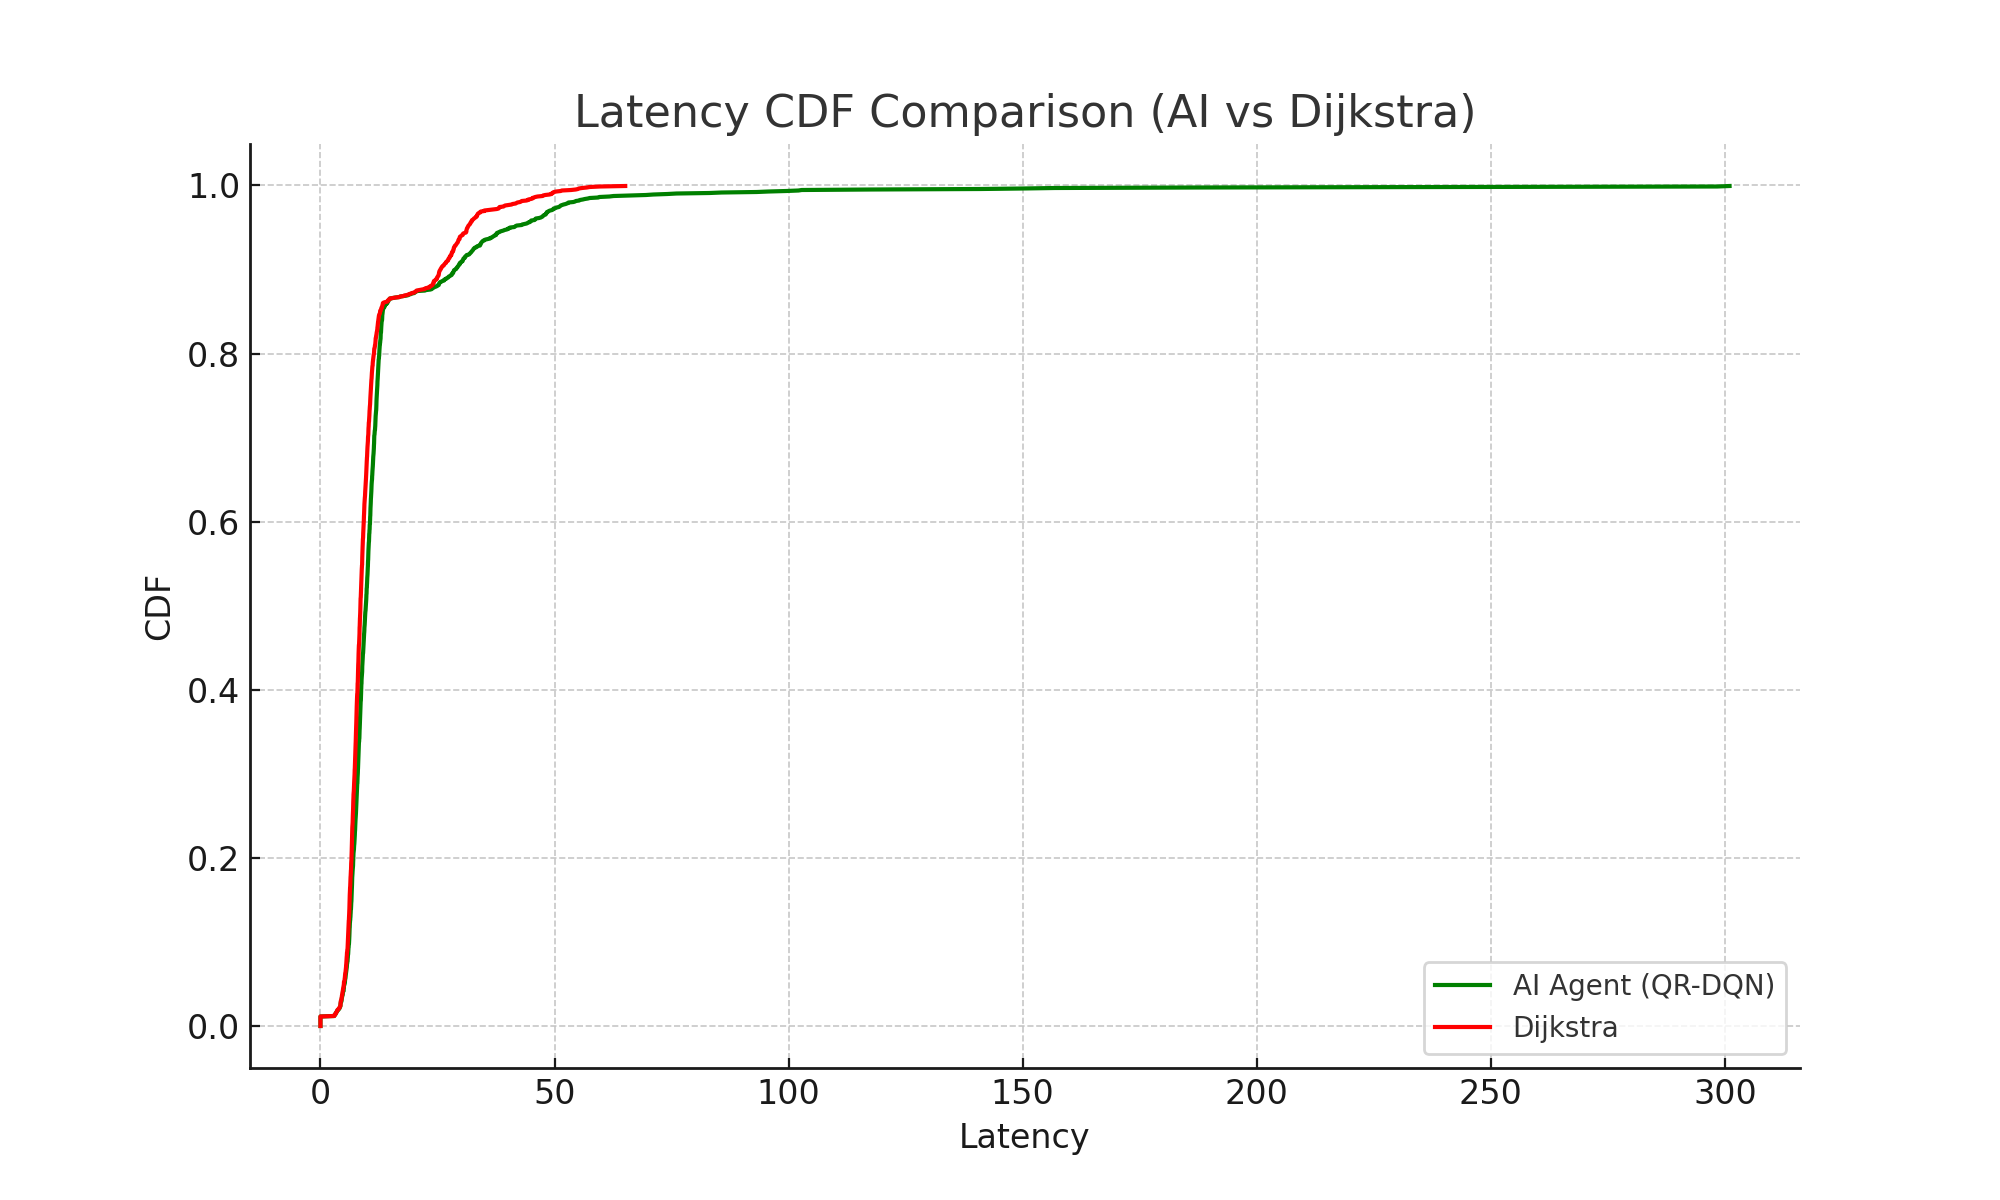 Latency CDF Comparison (AI vs Dijkstra)
1.0
0.8
0.6
0.4
0.2
0.0
CDF
0 50 100 150 200 250 300
Latency
AI Agent (QR-DQN)
Dijkstra